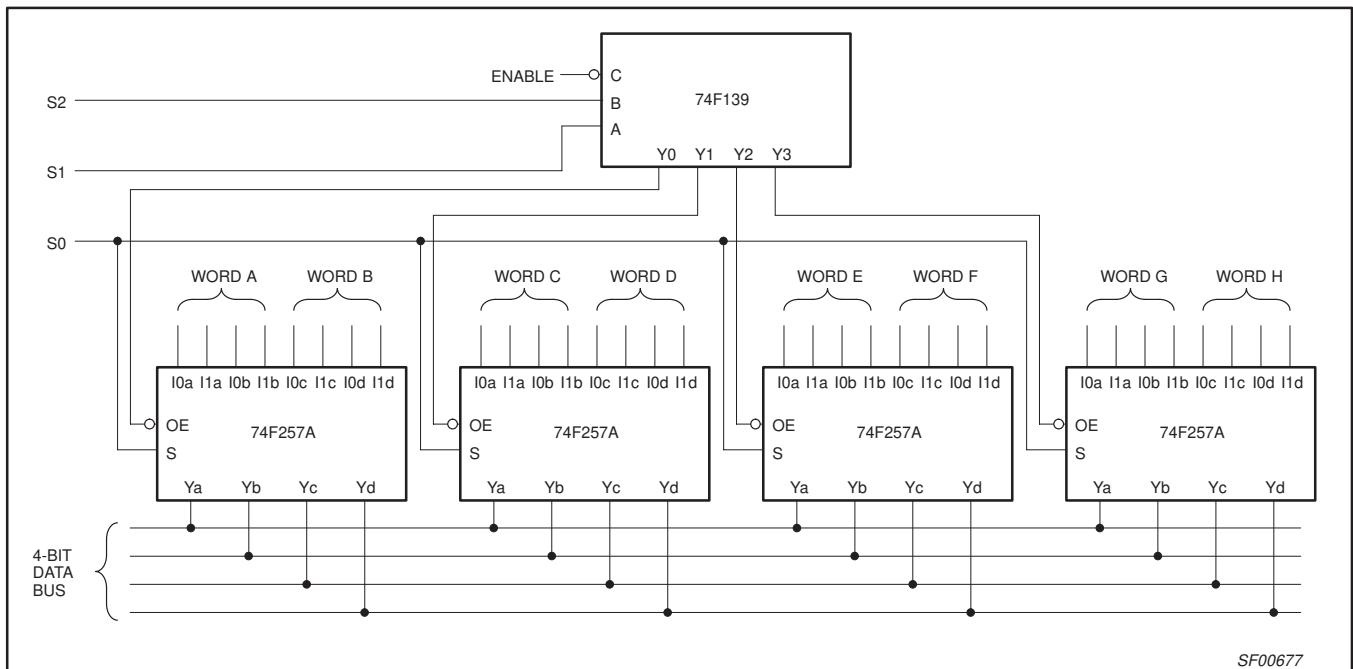 ENABLE C
74F139
S2 B
A
Y0 Y1 Y2 Y3
S1
S0
WORD A WORD B WORD C WORD D WORD E WORD F WORD G WORD H
I0a I1a I0b I1b I0c I1c I0d I1d I0a I1a I0b I1b I0c I1c I0d I1d I0a I1a I0b I1b I0c I1c I0d I1d I0a I1a I0b I1b I0c I1c I0d I1d
OE 74F257A OE 74F257A OE 74F257A OE 74F257A
S S S S
Ya Yb Yc Yd Ya Yb Yc Yd Ya Yb Yc Yd Ya Yb Yc Yd
4-BIT
DATA
BUS
SF00677